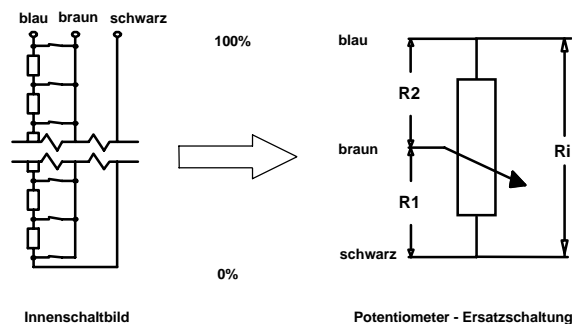 blau braun schwarz
100%
0%
Innenschaltbild
blau
R2
braun
Ri
R1
schwarz
Potentiometer - Ersatzschaltung